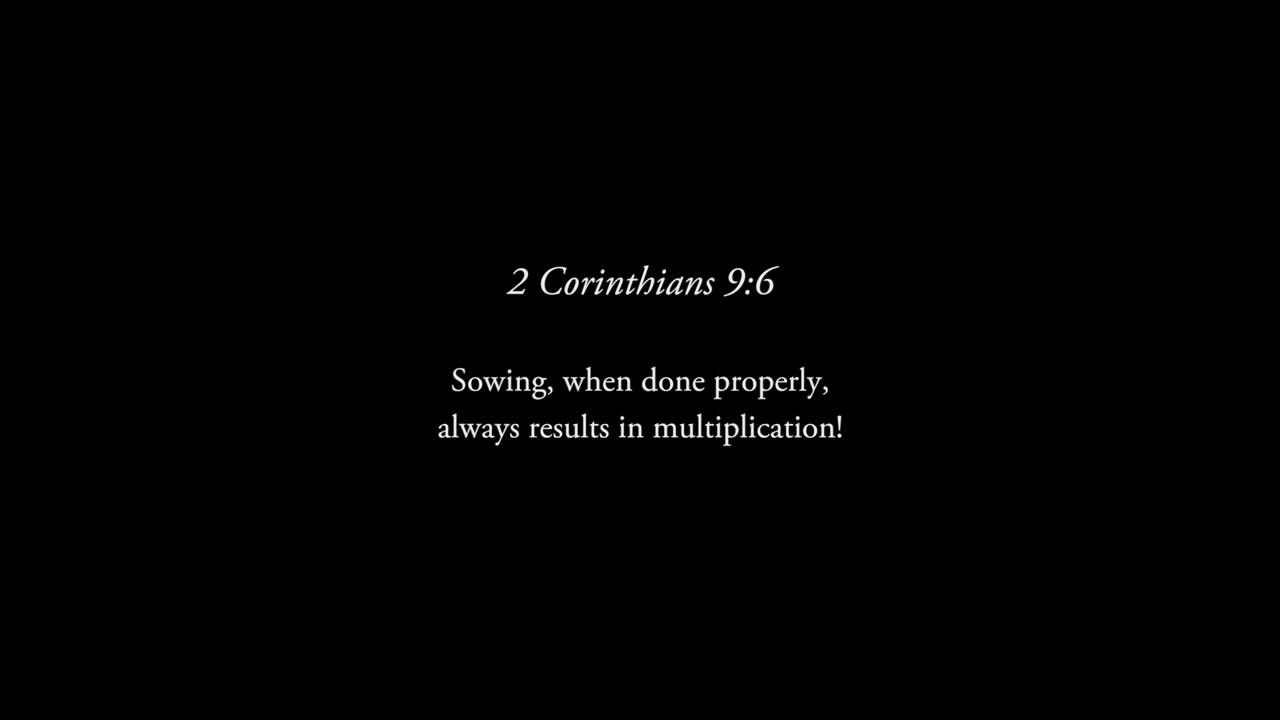 2 Corinthians 9:6
Sowing, when done properly,
always results in multiplication!